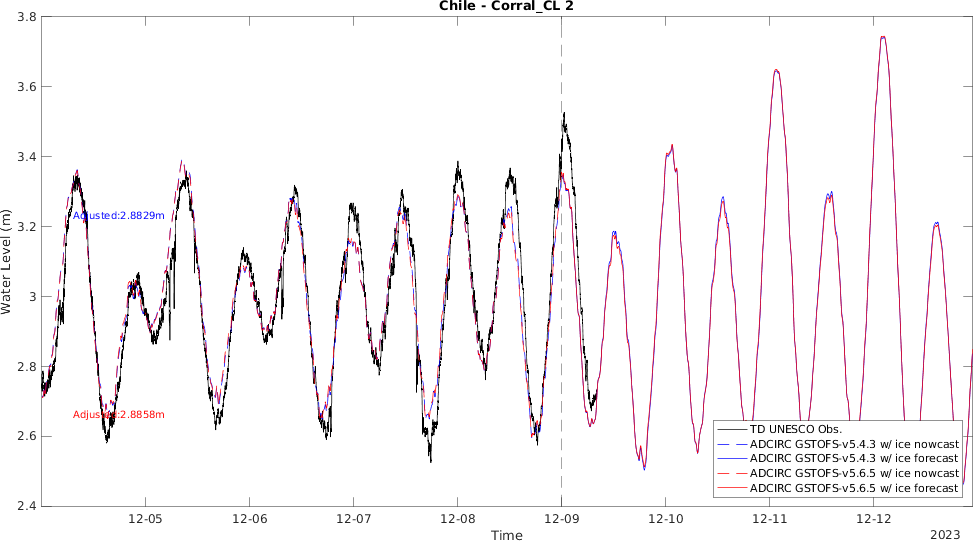 Chile - Corral_CL 2
3.8
3.6
3.4
3.2
3
2.8
2.6
2.4
Water Level (m)
Adjusted:2.8829m
Adjusted:2.8858m
TD UNESCO Obs.
ADCIRC GSTOFS-v5.4.3 w/ ice nowcast
ADCIRC GSTOFS-v5.4.3 w/ ice forecast
ADCIRC GSTOFS-v5.6.5 w/ ice nowcast
ADCIRC GSTOFS-v5.6.5 w/ ice forecast
12-05 12-06 12-07 12-08 12-09 12-10 12-11 12-12
Time
2023